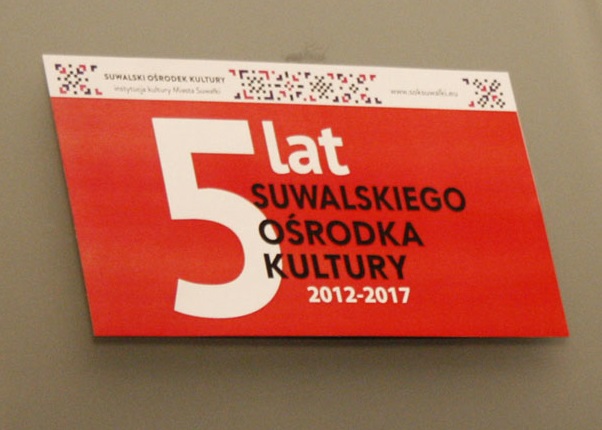 SUWALSKI OŚRODEK KULTURY
instytucja kultury Miasta Suwałki
www.soksuwalki.eu
5 lat
SUWALSKIEGO
OŚRODKA
KULTURY
2012-2017